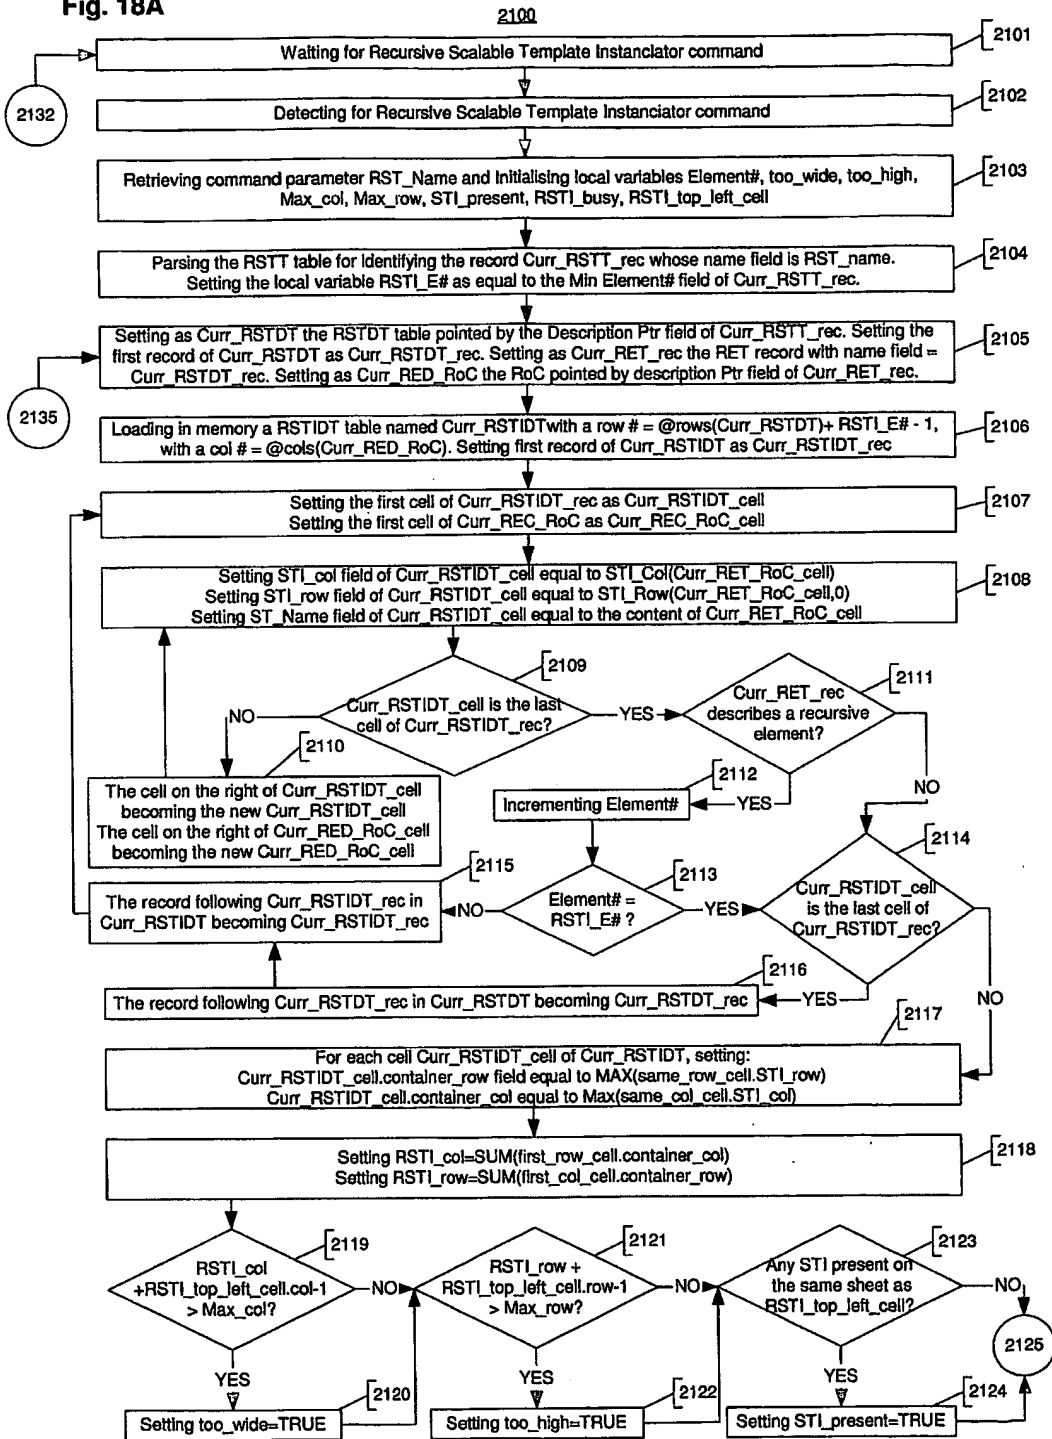 Fig. 18A
2100
Waiting for Recursive Scalable Template Instanciator command
2101
2132
Detecting for Recursive Scalable Template Instanciator command
2102
Retrieving command parameter RST_Name and Initialising local variables Element#, too_wide, too_high,
Max_col, Max_row, STI_present, RSTI_busy, RSTI_top_left_cell
2103
Parsing the RSTT table for identifying the record Curr_RSTT_rec whose name field is RST_name.
Setting the local variable RSTI_E# as equal to the Min Element# field of Curr_RSTT_rec.
2104
Setting as Curr_RSTDT the RSTDT table pointed by the Description Ptr field of Curr_RSTT_rec. Setting the
first record of Curr_RSTDT as Curr_RSTDT_rec. Setting as Curr_RET_rec the RET record with name field =
Curr_RSTDT_rec. Setting as Curr_RED_RoC the RoC pointed by description Ptr field of Curr_RET_rec.
2105
2135
Loading in memory a RSTIDT table named Curr_RSTIDTwith a row # = @rows(Curr_RSTDT)+ RSTI_E# - 1,
with a col # = @cols(Curr_RED_RoC). Setting first record of Curr_RSTIDT as Curr_RSTIDT_rec
2106
Setting the first cell of Curr_RSTIDT_rec as Curr_RSTIDT_cell
Setting the first cell of Curr_REC_RoC as Curr_REC_RoC_cell
2107
Setting STI_col field of Curr_RSTIDT_cell equal to STI_Col(Curr_RET_RoC_cell)
Setting STI_row field of Curr_RSTIDT_cell equal to STI_Row(Curr_RET_RoC_cell,0)
Setting ST_Name field of Curr_RSTIDT_cell equal to the content of Curr_RET_RoC_cell
2108
2109
Curr_RSTIDT_cell is the last
cell of Curr_RSTIDT_rec?
NO
YES
2111
Curr_RET_rec
describes a recursive
element?
NO
YES
2110
The cell on the right of Curr_RSTIDT_cell
becoming the new Curr_RSTIDT_cell
The cell on the right of Curr_RED_RoC_cell
becoming the new Curr_RED_RoC_cell
2112
Incrementing Element#
2113
Element# =
RSTI_E# ?
NO
YES
2114
Curr_RSTIDT_cell
is the last cell of
Curr_RSTIDT_rec?
YES
NO
2115
The record following Curr_RSTIDT_rec in
Curr_RSTIDT becoming Curr_RSTIDT_rec
2116
The record following Curr_RSTDT_rec in Curr_RSTDT becoming Curr_RSTDT_rec
2117
For each cell Curr_RSTIDT_cell of Curr_RSTIDT, setting:
Curr_RSTIDT_cell.container_row field equal to MAX(same_row_cell.STI_row)
Curr_RSTIDT_cell.container_col equal to Max(same_col_cell.STI_col)
Setting RSTI_col=SUM(first_row_cell.container_col)
Setting RSTI_row=SUM(first_col_cell.container_row)
2118
2119
RSTI_col
+RSTI_top_left_cell.col-1
> Max_col?
NO
YES
2121
RSTI_row +
RSTI_top_left_cell.row-1
> Max_row?
NO
YES
2123
Any STI present on
the same sheet as
RSTI_top_left_cell?
NO
YES
2125
2120
Setting too_wide=TRUE
2122
Setting too_high=TRUE
2124
Setting STI_present=TRUE